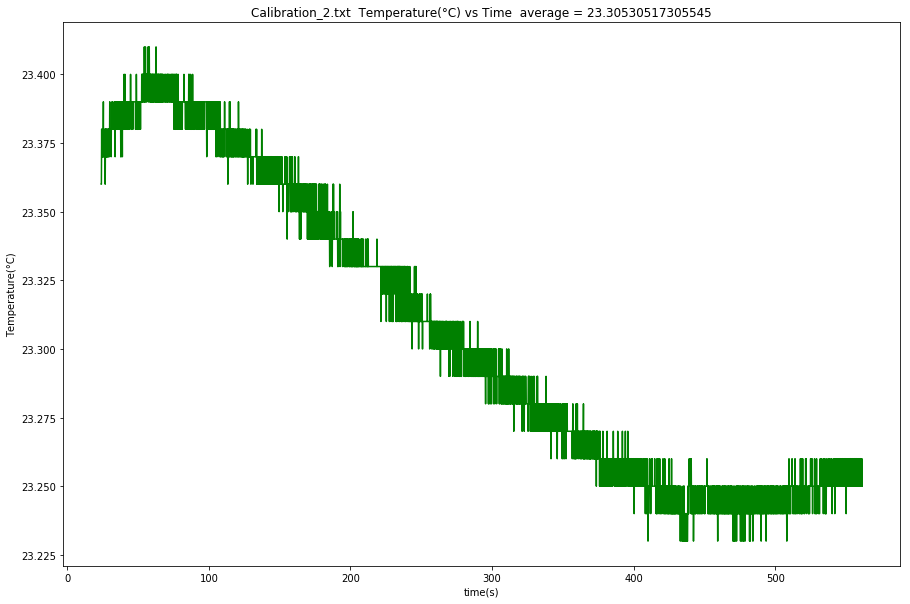 Calibration_2.txt  Temperature(°C) vs Time  average = 23.30530517305545
23.400
23.375
23.350
23.325
23.300
23.275
23.250
23.225
Temperature(°C)
0 100 200 300 400 500
time(s)